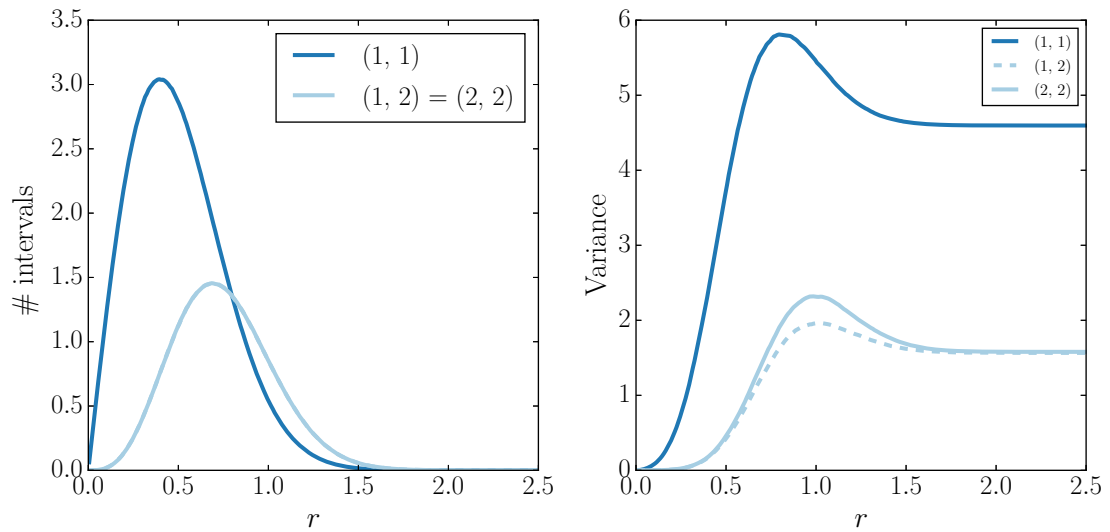 3.5
3.0
2.5
2.0
1.5
1.0
0.5
0.0
# intervals
(1, 1)
(1, 2) = (2, 2)
0.0 0.5 1.0 1.5 2.0 2.5
r
6
5
4
3
2
1
0
Variance
(1, 1)
(1, 2)
(2, 2)
0.0 0.5 1.0 1.5 2.0 2.5
r